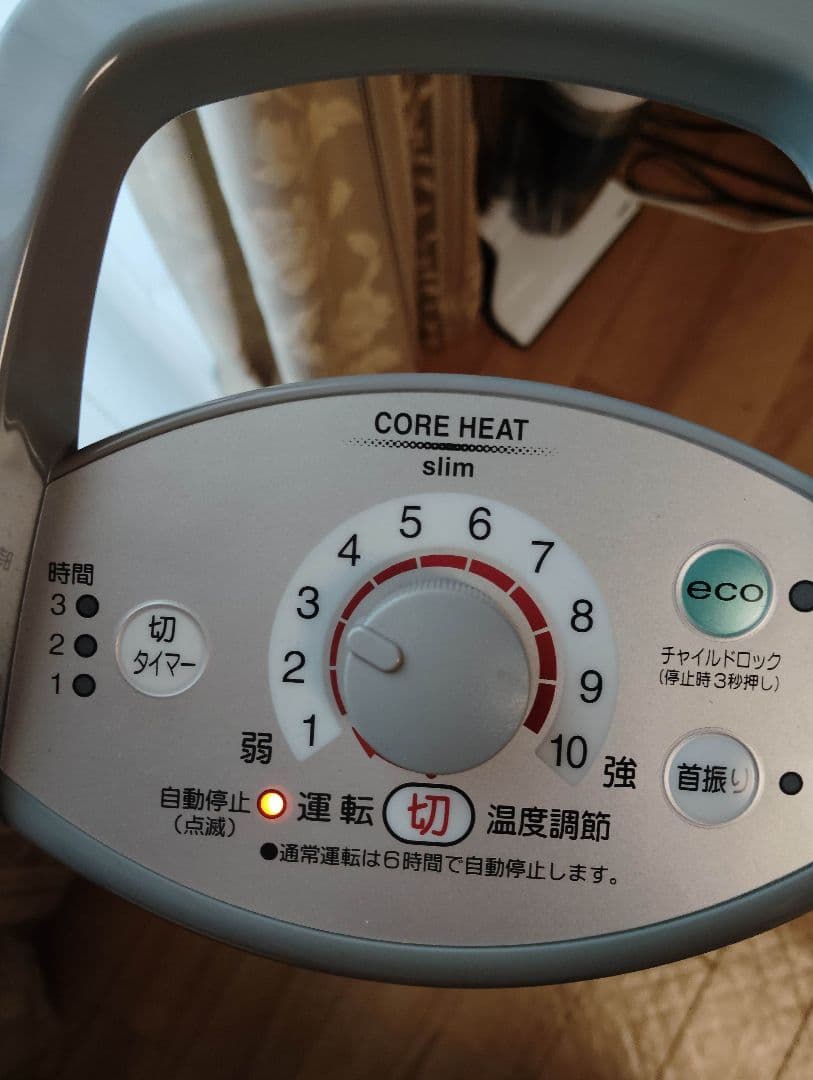 CORE HEAT
slim
時間
3
2
1
切
タイマー
1
2
3
4
5
6
7
8
9
10
弱
強
eco
チャイルドロック
(停止時3秒押し)
首振り
自動停止
(点滅)
運転
切
温度調節
●通常運転は6時間で自動停止します。